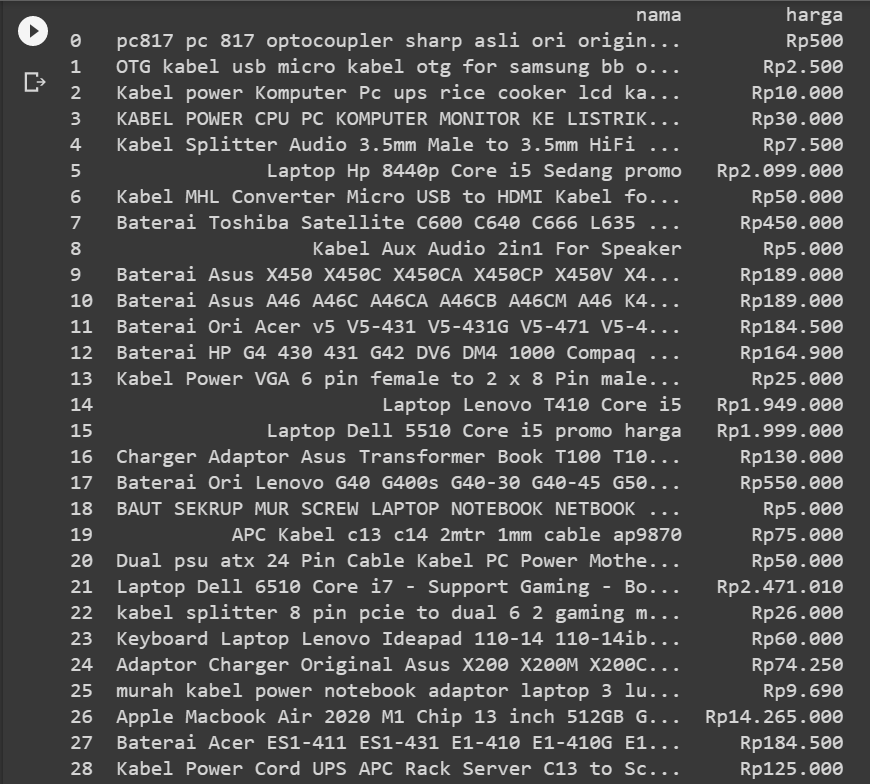 nama harga
0 pc817 pc 817 optocoupler sharp asli ori origin... Rp500
1 OTG kabel usb micro kabel otg for samsung bb o... Rp2.500
2 Kabel power Komputer Pc ups rice cooker lcd ka... Rp10.000
3 KABEL POWER CPU PC KOMPUTER MONITOR KE LISTRIK... Rp30.000
4 Kabel Splitter Audio 3.5mm Male to 3.5mm HiFi ... Rp7.500
5 Laptop Hp 8440p Core i5 Sedang promo Rp2.099.000
6 Kabel MHL Converter Micro USB to HDMI Kabel fo... Rp50.000
7 Baterai Toshiba Satellite C600 C640 C666 L635 ... Rp450.000
8 Kabel Aux Audio 2in1 For Speaker Rp5.000
9 Baterai Asus X450 X450C X450CA X450CP X450V X4... Rp189.000
10 Baterai Asus A46 A46C A46CA A46CB A46CM A46 K4... Rp189.000
11 Baterai Ori Acer v5 V5-431 V5-431G V5-471 V5-4... Rp184.500
12 Baterai HP G4 430 431 G42 DV6 DM4 1000 Compaq ... Rp164.900
13 Kabel Power VGA 6 pin female to 2 x 8 Pin male... Rp25.000
14 Laptop Lenovo T410 Core i5 Rp1.949.000
15 Laptop Dell 5510 Core i5 promo harga Rp1.999.000
16 Charger Adaptor Asus Transformer Book T100 T10... Rp130.000
17 Baterai Ori Lenovo G40 G400s G40-30 G40-45 G50... Rp550.000
18 BAUT SEKRUP MUR SCREW LAPTOP NOTEBOOK NETBOOK ... Rp5.000
19 APC Kabel c13 c14 2mtr 1mm cable ap9870 Rp75.000
20 Dual psu atx 24 Pin Cable Kabel PC Power Mothe... Rp50.000
21 Laptop Dell 6510 Core i7 - Support Gaming - Bo... Rp2.471.010
22 kabel splitter 8 pin pcie to dual 6 2 gaming m... Rp26.000
23 Keyboard Laptop Lenovo Ideapad 110-14 110-14ib... Rp60.000
24 Adaptor Charger Original Asus X200 X200M X200C... Rp74.250
25 murah kabel power notebook adaptor laptop 3 lu... Rp9.690
26 Apple Macbook Air 2020 M1 Chip 13 inch 512GB G... Rp14.265.000
27 Baterai Acer ES1-411 ES1-431 E1-410 E1-410G E1... Rp184.500
28 Kabel Power Cord UPS APC Rack Server C13 to Sc... Rp125.000